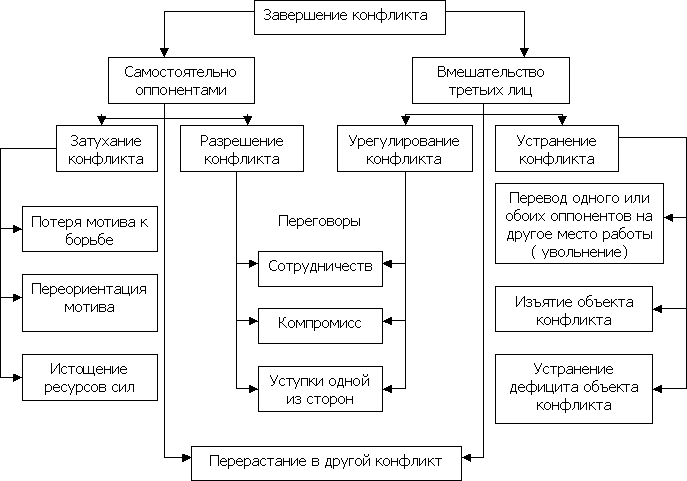 Завершение конфликта
Самостоятельно
оппонентами
Вмешательство
третьих лиц
Затухание
конфликта
Разрешение
конфликта
Урегулирование
конфликта
Устранение
конфликта
Потеря мотива к
борьбе
Переориентация
мотива
Истощение
ресурсов сил
Переговоры
Сотрудничеств
Компромисс
Уступки одной
из сторон
Перевод одного или
обоих оппонентов на
другое место работы
( увольнение)
Изъятие объекта
конфликта
Устранение
дефицита объекта
конфликта
Перерастание в другой конфликт